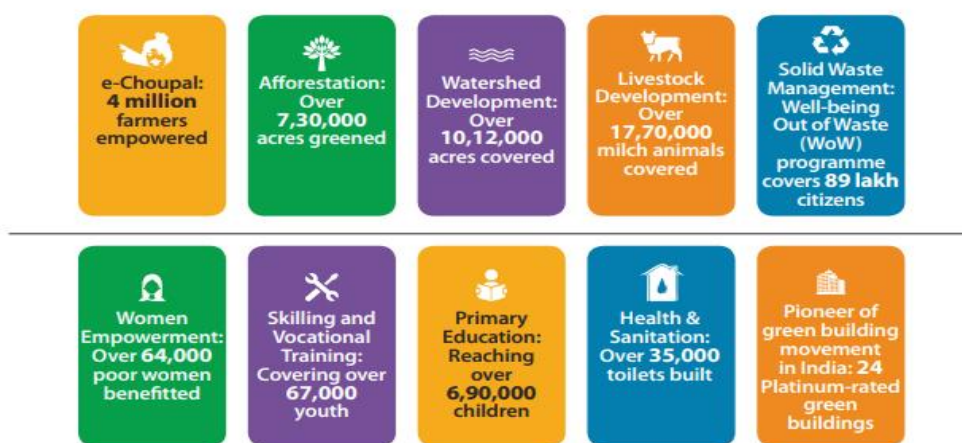 e-Choupal:
4 million
farmers
empowered
Afforestation:
Over
7,30,000
acres greened
Watershed
Development:
Over
10,12,000
acres covered
Livestock
Development:
Over
17,70,000
milch animals
covered
Solid Waste
Management:
Well-being
Out of Waste
(WoW)
programme
covers 89 lakh
citizens
Women
Empowerment:
Over 64,000
poor women
benefitted
Skilling and
Vocational
Training:
Covering over
67,000
youth
Primary
Education:
Reaching
over
6,90,000
children
Health &
Sanitation:
Over 35,000
toilets built
Pioneer of
green building
movement
in India: 24
Platinum-rated
green
buildings